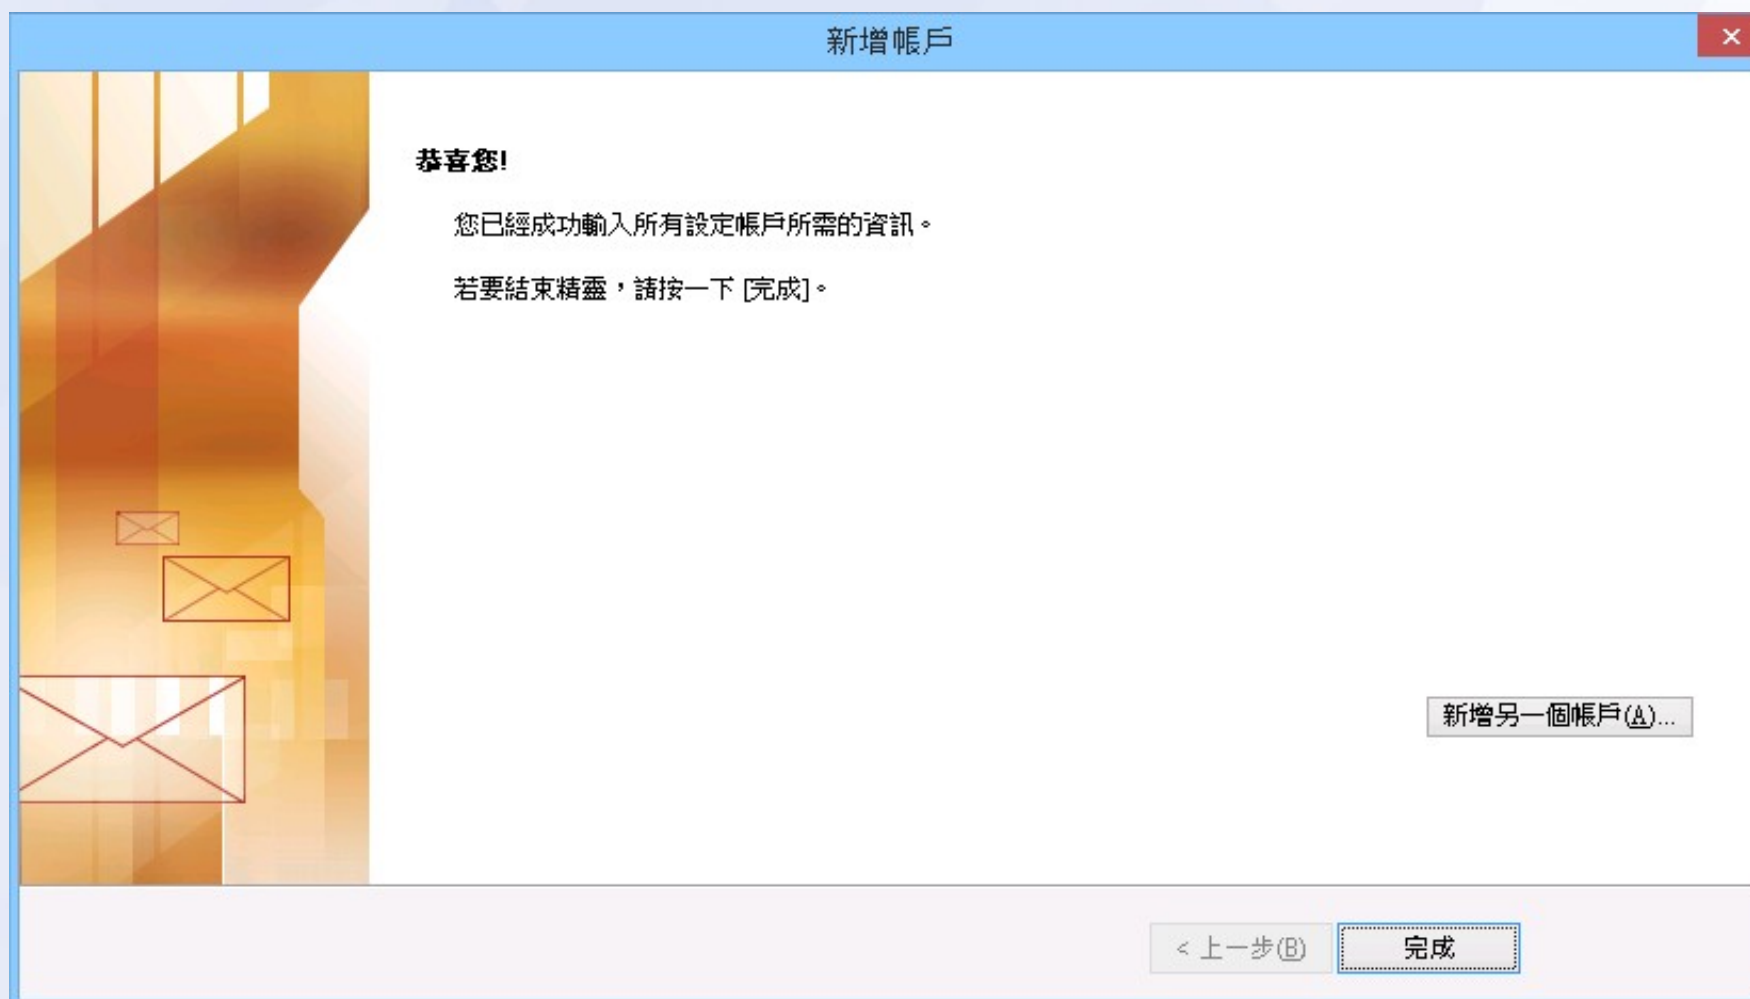 新增帳戶
恭喜您!
您已經成功輸入所有設定帳戶所需的資訊。
若要結束精靈，請按一下 [完成]。
新增另一個帳戶(A)...
< 上一步(B)
完成